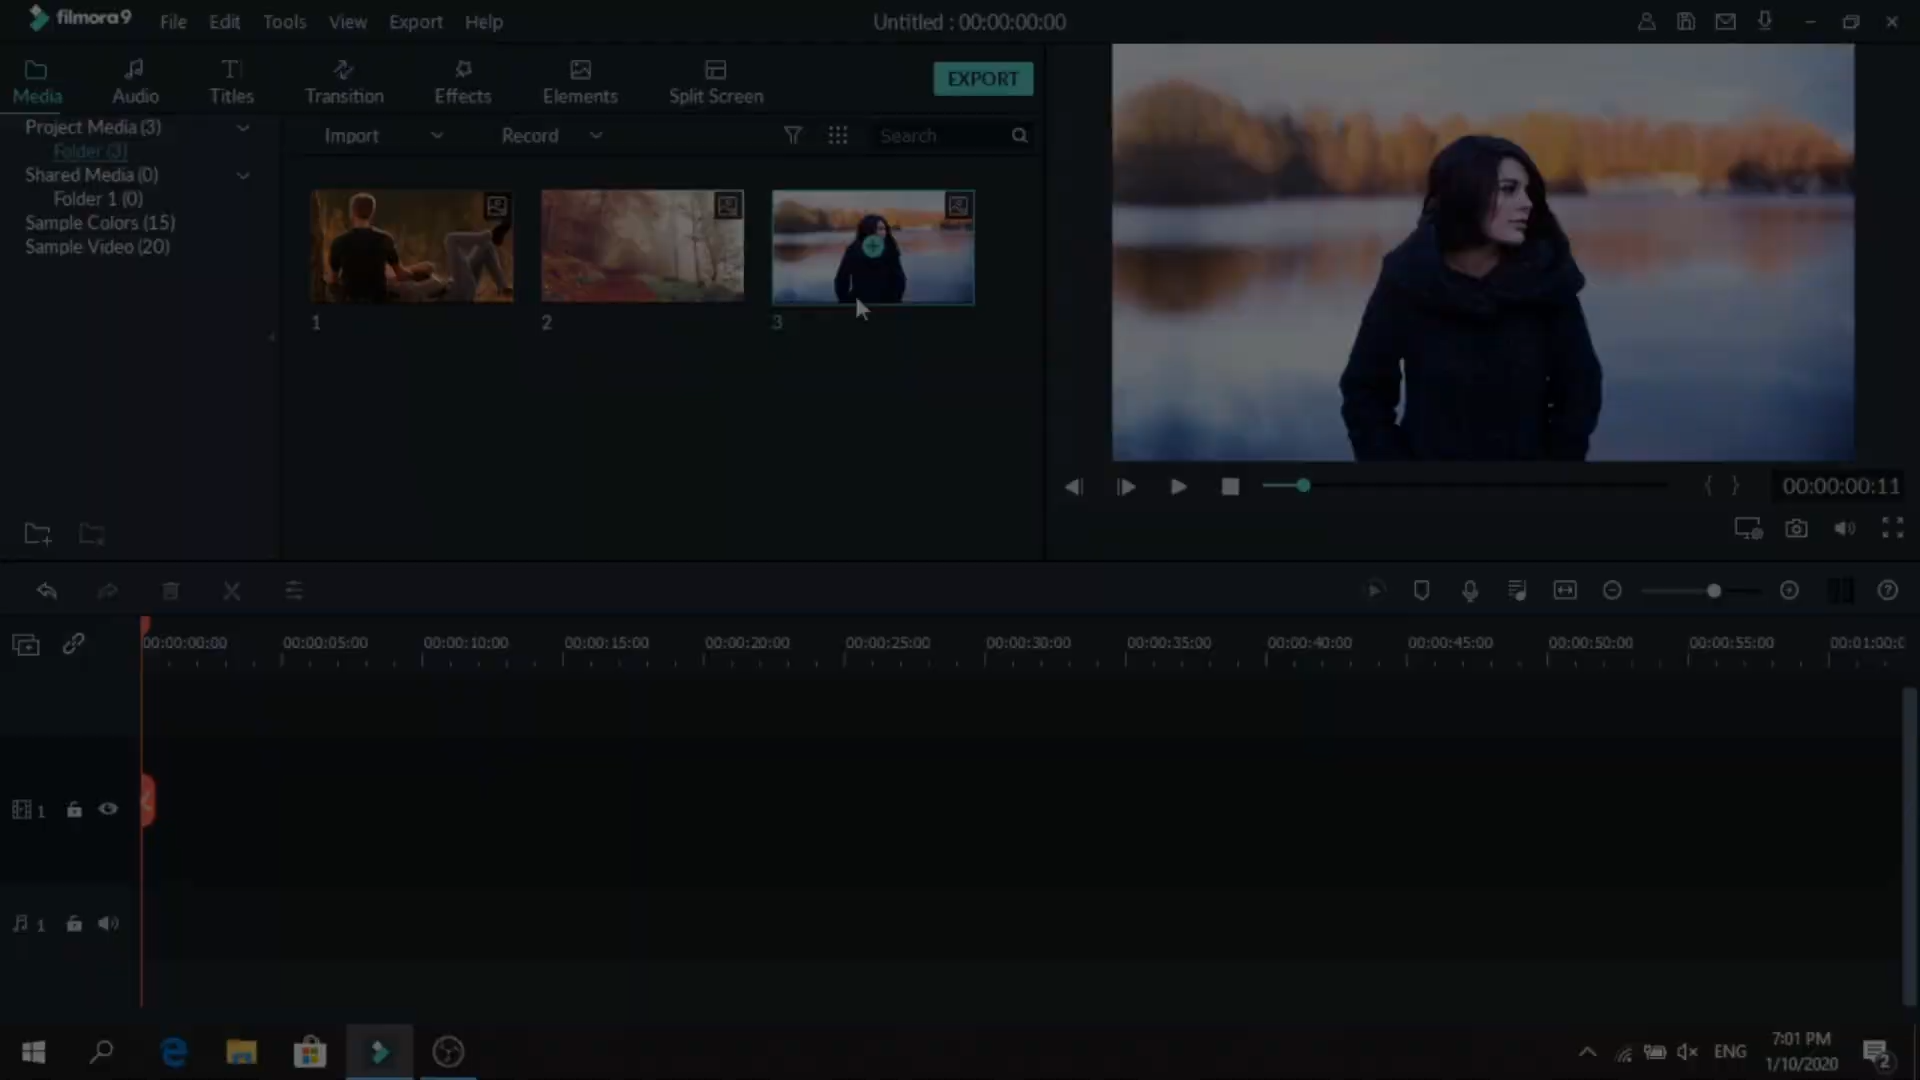 filmora9 File Edit Tools View Export Help Untitled : 00:00:00:00
Media Audio Titles Transition Effects Elements Split Screen EXPORT
Project Media (3)
Folder (3)
Shared Media (0)
Folder 1 (0)
Sample Colors (15)
Sample Video (20)
Import Record Search
1 2 3
00:00:00:11
00:00:00:00 00:00:05:00 00:00:10:00 00:00:15:00 00:00:20:00 00:00:25:00 00:00:30:00 00:00:35:00 00:00:40:00 00:00:45:00 00:00:50:00 00:00:55:00 00:01:00:0
1
1
ENG 7:01 PM
1/10/2020 2